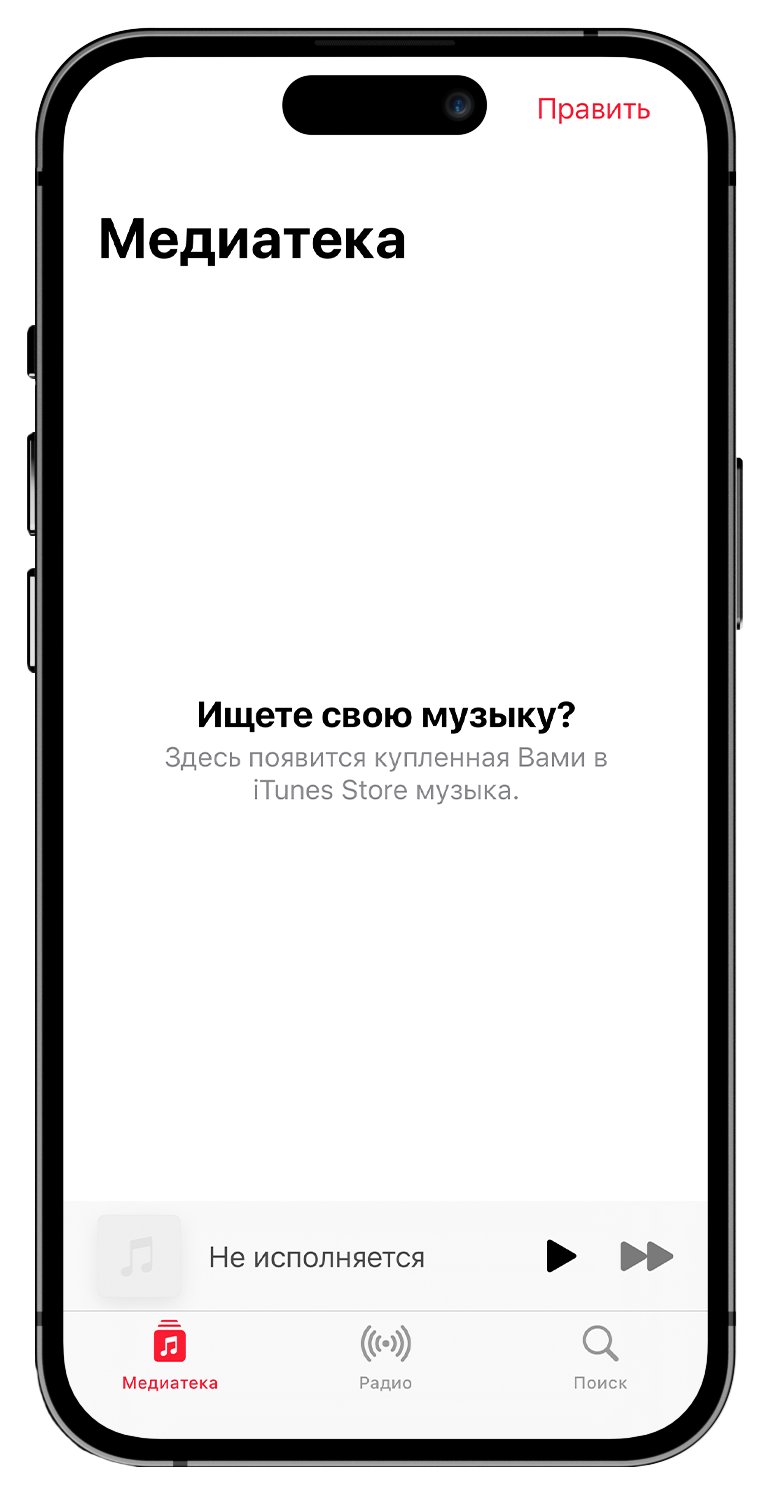 Править
Медиатека
Ищете свою музыку?
Здесь появится купленная Вами в
iTunes Store музыка.
Не исполняется
Медиатека
Радио
Поиск